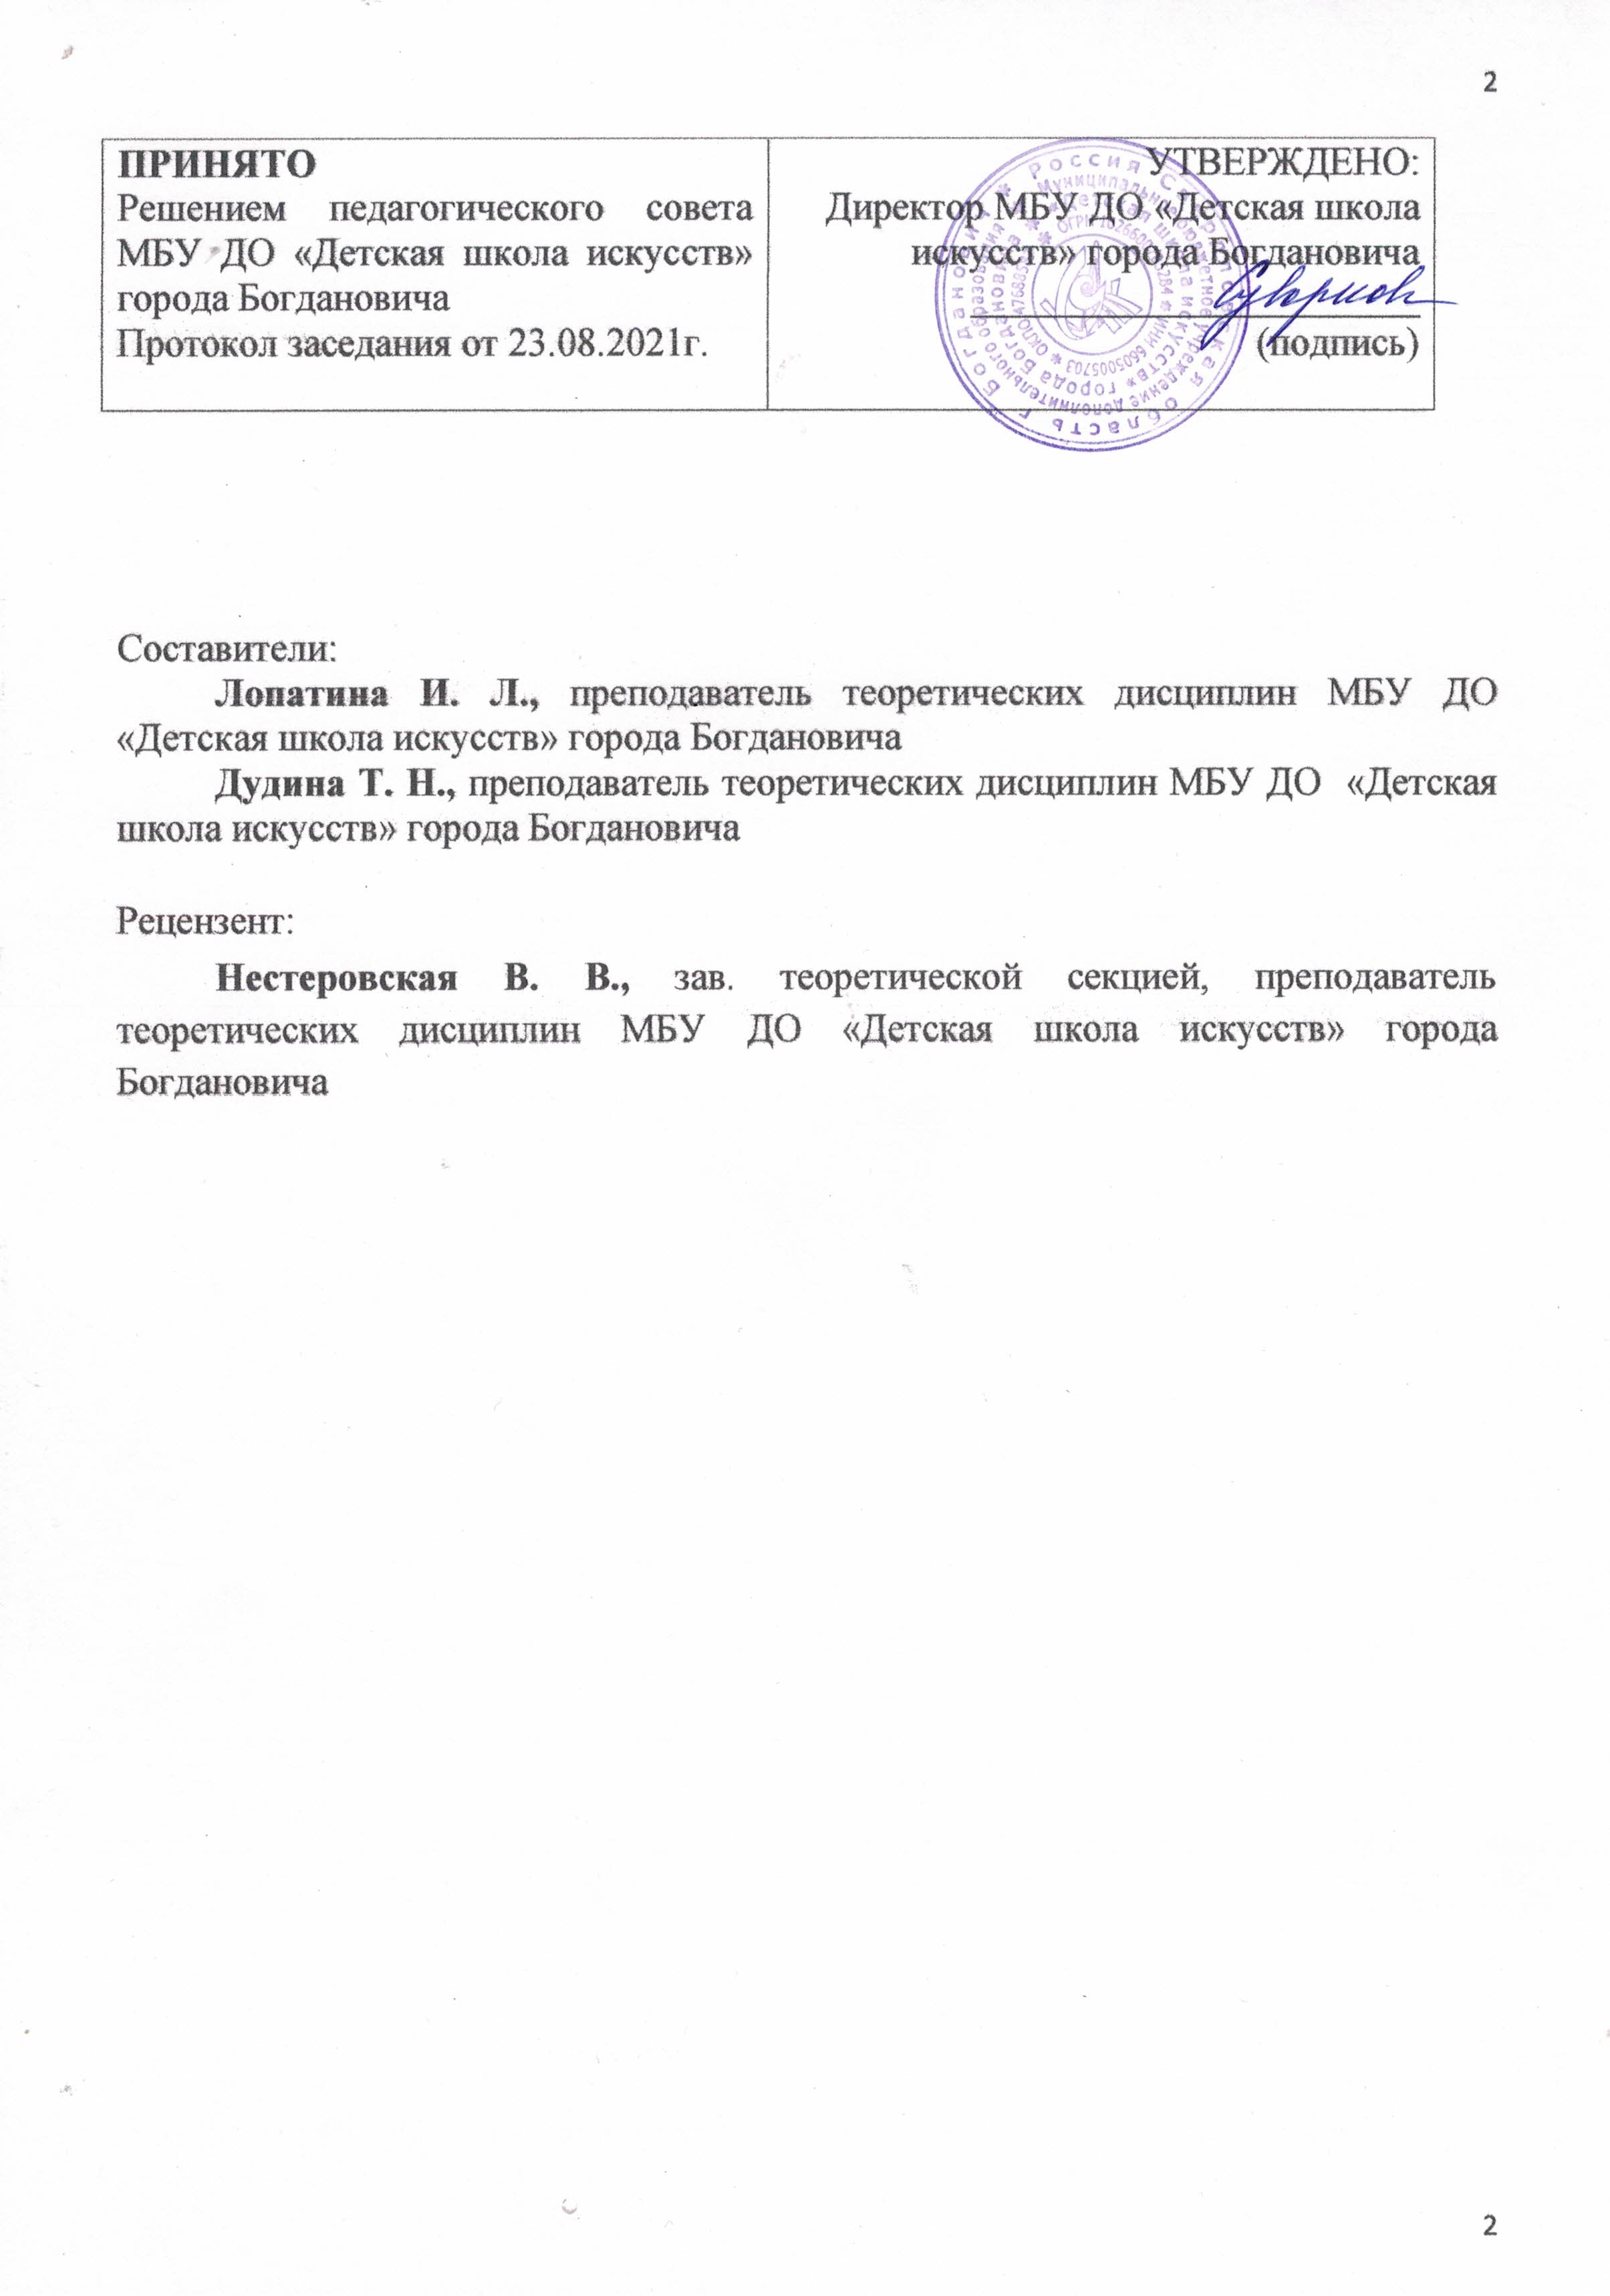 2
ПРИНЯТО
Решением педагогического совета
МБУ ДО «Детская школа искусств»
города Богдановича
Протокол заседания от 23.08.2021г.
УТВЕРЖДЕНО:
Директор МБУ ДО «Детская школа
искусств» города Богдановича
(подпись)
Составители:
Лопатина И. Л., преподаватель теоретических дисциплин МБУ ДО
«Детская школа искусств» города Богдановича
Дудина Т. Н., преподаватель теоретических дисциплин МБУ ДО «Детская
школа искусств» города Богдановича
Рецензент:
Нестеровская В. В., зав. теоретической секцией, преподаватель
теоретических дисциплин МБУ ДО «Детская школа искусств» города
Богдановича
2